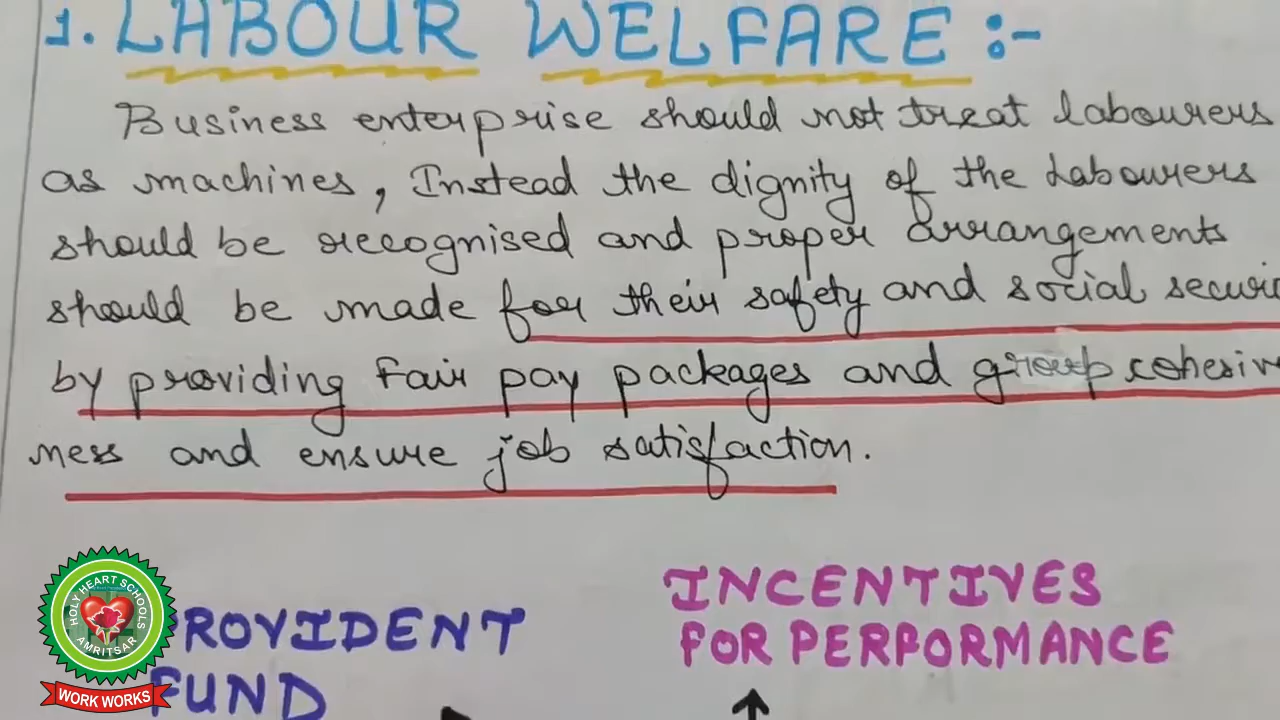 1. LABOUR WELFARE :-
Business enterprise should not treat labourers
as machines, Instead the dignity of the Labourers
should be recognised and proper arrangements
should be made for their safety and social securi
by providing Fair pay packages and group cohesiv
ness and ensure job satisfaction.
INCENTIVES
FOR PERFORMANCE
PROVIDENT
FUND
HOLY HEART SCHOOLS
AMRITSAR
WORK WORKS